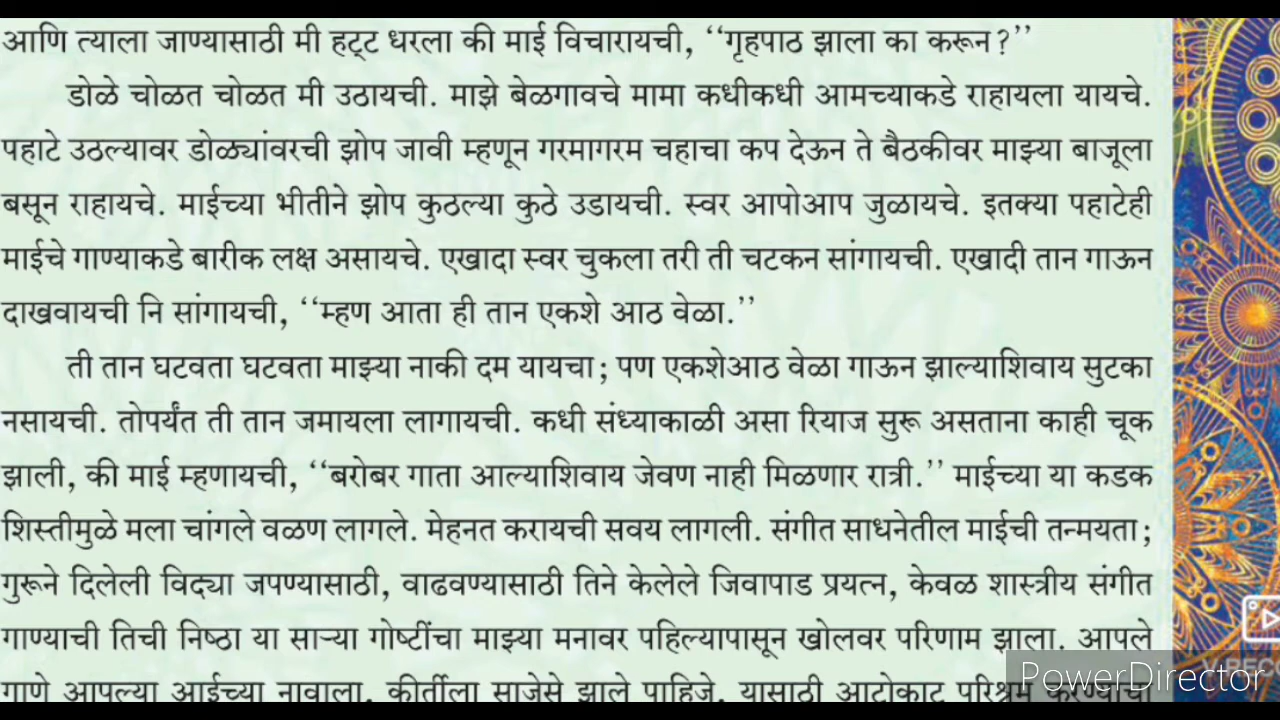 आणि त्याला जाण्यासाठी मी हट्ट धरला की माई विचारायची, ‘‘गृहपाठ झाला का करून?’’
डोळे चोळत चोळत मी उठायची. माझे बेळगावचे मामा कधीकधी आमच्याकडे राहायला यायचे.
पहाटे उठल्यावर डोळ्यांवरची झोप जावी म्हणून गरमागरम चहाचा कप देऊन ते बैठकीवर माझ्या बाजूला
बसून राहायचे. माईच्या भीतीने झोप कुठल्या कुठे उडायची. स्वर आपोआप जुळायचे. इतक्या पहाटेही
माईचे गाण्याकडे बारीक लक्ष असायचे. एखादा स्वर चुकला तरी ती चटकन सांगायची. एखादी तान गाऊन
दाखवायची नि सांगायची, ‘‘म्हण आता ही तान एकशे आठ वेळा.’’
ती तान घटवता घटवता माझ्या नाकी दम यायचा; पण एकशेआठ वेळा गाऊन झाल्याशिवाय सुटका
नसायची. तोपर्यंत ती तान जमायला लागायची. कधी संध्याकाळी असा रियाज सुरू असताना काही चूक
झाली, की माई म्हणायची, ‘‘बरोबर गाता आल्याशिवाय जेवण नाही मिळणार रात्री.’’ माईच्या या कडक
शिस्तीमुळे मला चांगले वळण लागले. मेहनत करायची सवय लागली. संगीत साधनेतील माईची तन्मयता;
गुरूने दिलेली विद्या जपण्यासाठी, वाढवण्यासाठी तिने केलेले जिवापाड प्रयत्न, केवळ शास्त्रीय संगीत
गाण्याची तिची निष्ठा या साऱ्या गोष्टींचा माझ्या मनावर पहिल्यापासून खोलवर परिणाम झाला. आपले
गाणे आपल्या आईच्या नावाला, कीर्तीला साजेसे झाले पाहिजे, यासाठी आटोकाट परिश्रम करण्याचा
PowerDirector